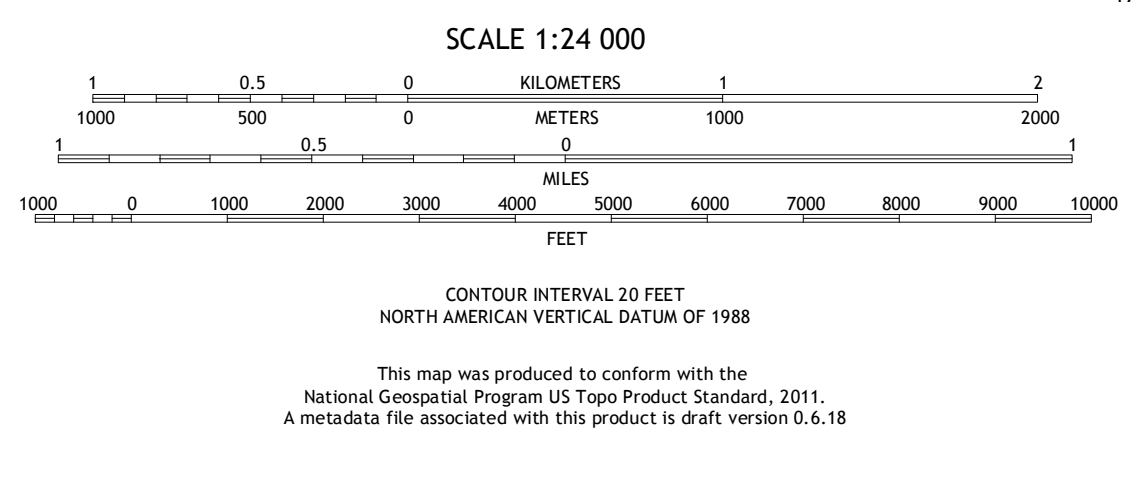 SCALE 1:24 000
1 0.5 0 KILOMETERS 1 2
1000 500 0 METERS 1000 2000
1 0.5 0 1
MILES
1000 0 1000 2000 3000 4000 5000 6000 7000 8000 9000 10000
FEET
CONTOUR INTERVAL 20 FEET
NORTH AMERICAN VERTICAL DATUM OF 1988
This map was produced to conform with the
National Geospatial Program US Topo Product Standard, 2011.
A metadata file associated with this product is draft version 0.6.18